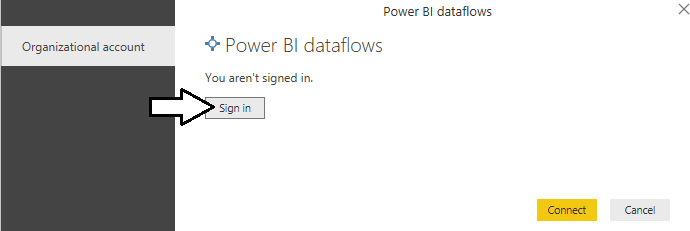 Power BI dataflows
Organizational account
Power BI dataflows
You aren't signed in.
Sign in
Connect
Cancel